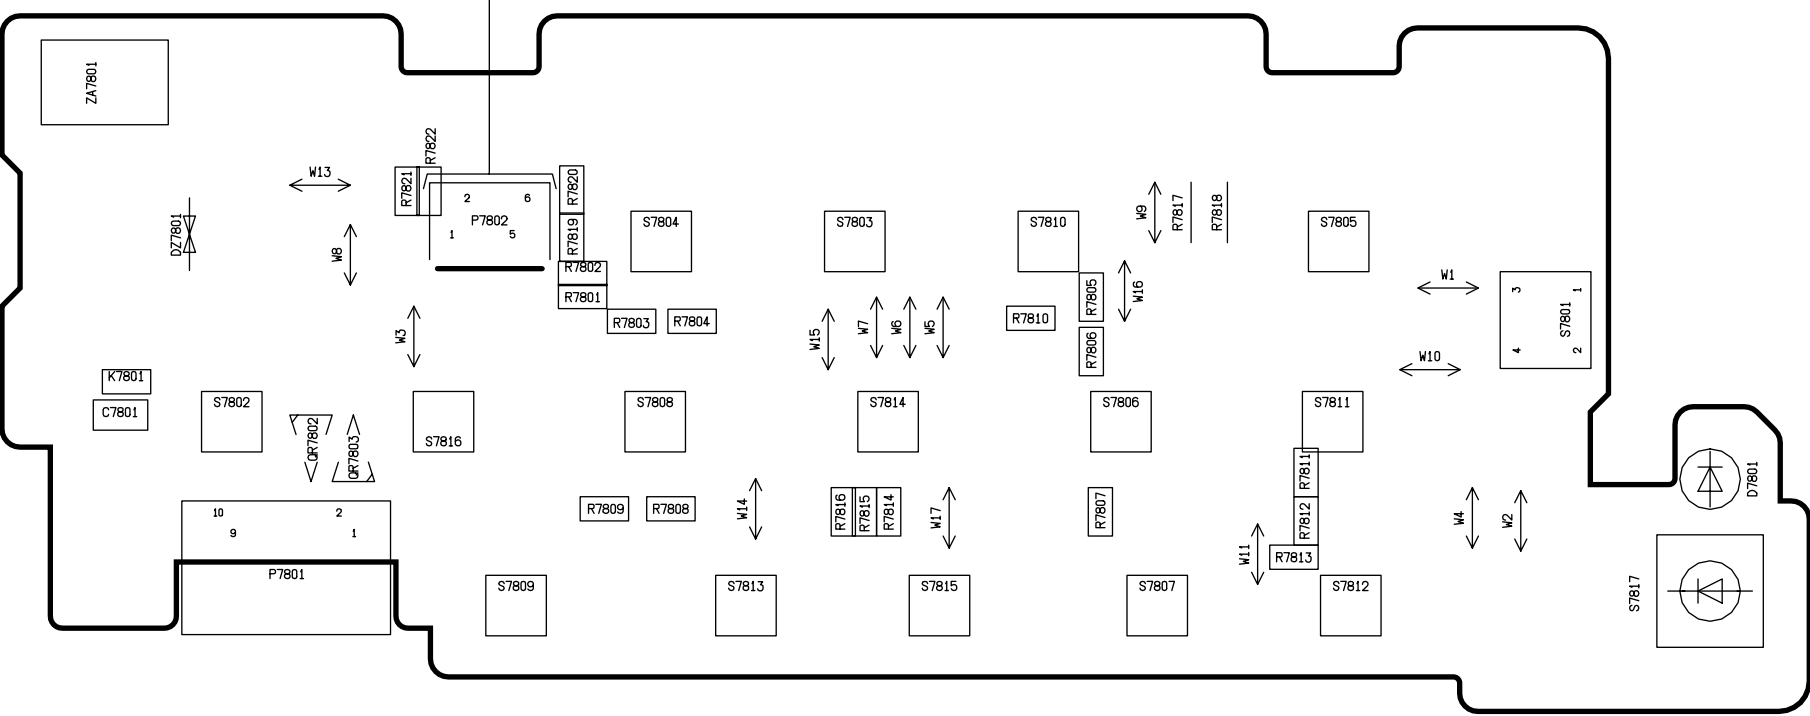 ZA7801
R7822
W13
R7821
R7820
2
6
P7802
1
5
R7819
DZ7801
W8
R7802
R7801
S7804
S7803
S7810
W9
R7817
R7818
S7805
W1
3
1
S7801
4
2
R7805
W16
R7803
R7804
W15
W7
W6
W5
R7810
R7806
W3
W10
K7801
C7801
S7802
QR7802
QR7803
S7816
S7808
S7814
S7806
S7811
R7811
D7801
10
2
9
1
P7801
R7809
R7808
W14
R7816
R7815
R7814
W17
R7807
R7812
W11
R7813
W4
W2
S7809
S7813
S7815
S7807
S7812
S7817